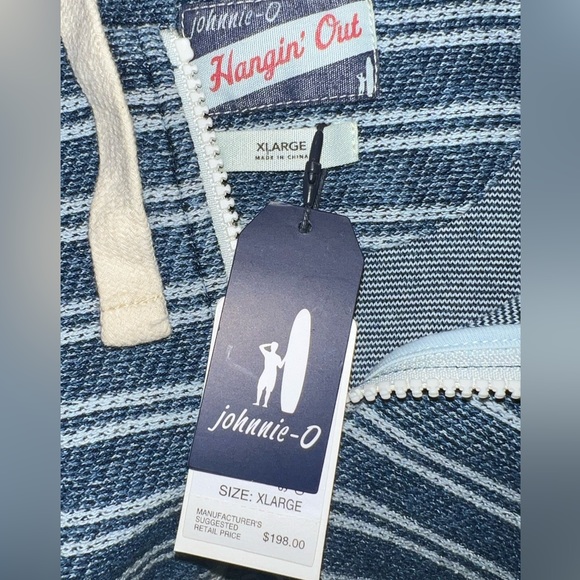 johnnie-O
Hangin' Out
XLARGE
MADE IN CHINA
johnnie-O
SIZE: XLARGE
MANUFACTURER'S
SUGGESTED
RETAIL PRICE $198.00